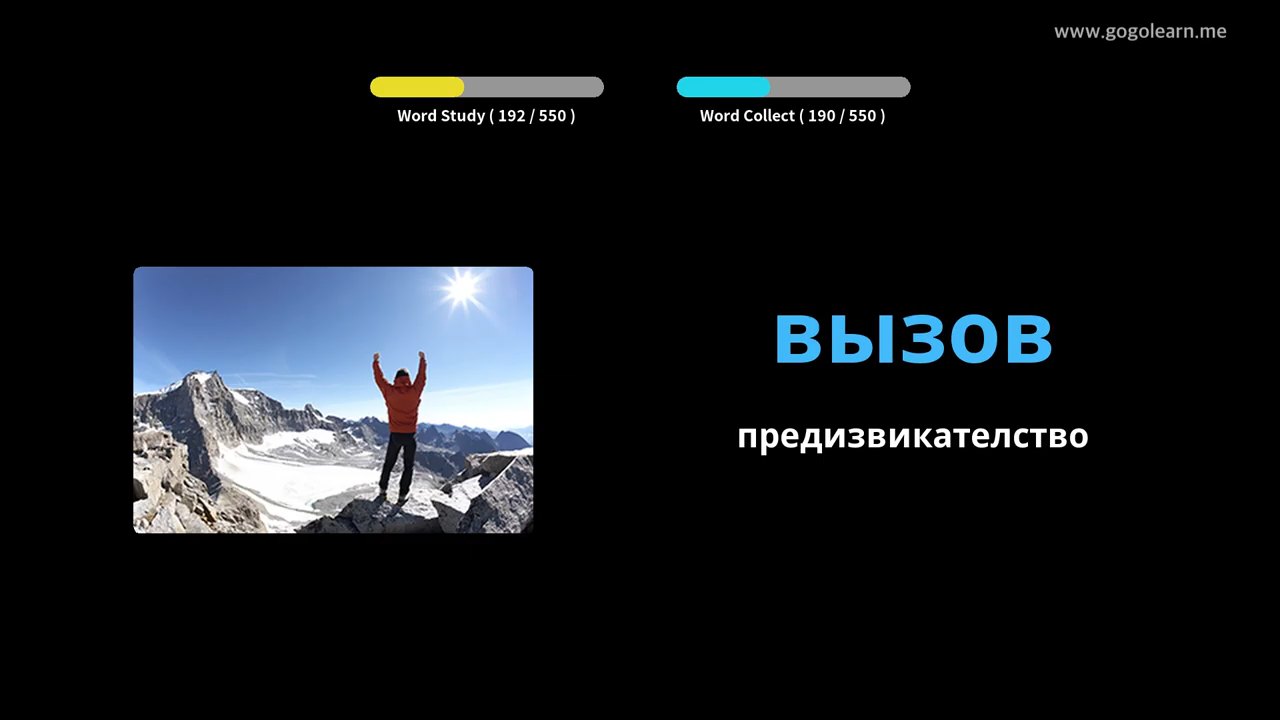 www.gogolearn.me
Word Study ( 192 / 550 )
Word Collect ( 190 / 550 )
вызов
предизвикателство